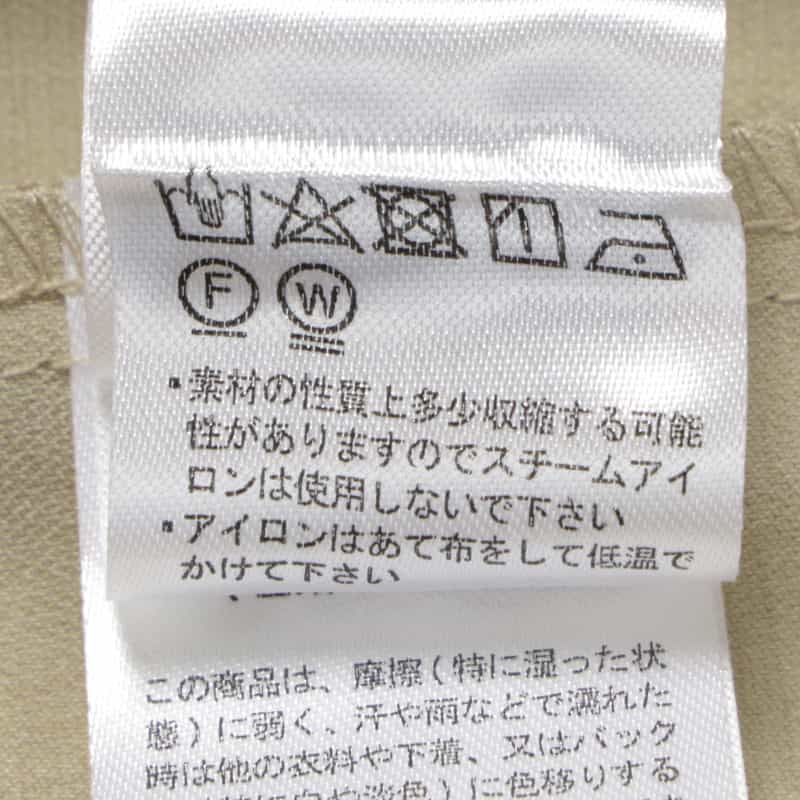 F W
・素材の性質上多少収縮する可能
性がありますのでスチームアイ
ロンは使用しないで下さい
・アイロンはあて布をして低温で
かけて下さい
この商品は、摩擦(特に湿った状
態)に弱く、汗や雨などで濡れた
時は他の衣料や下着、又はバック
色)に色移りする